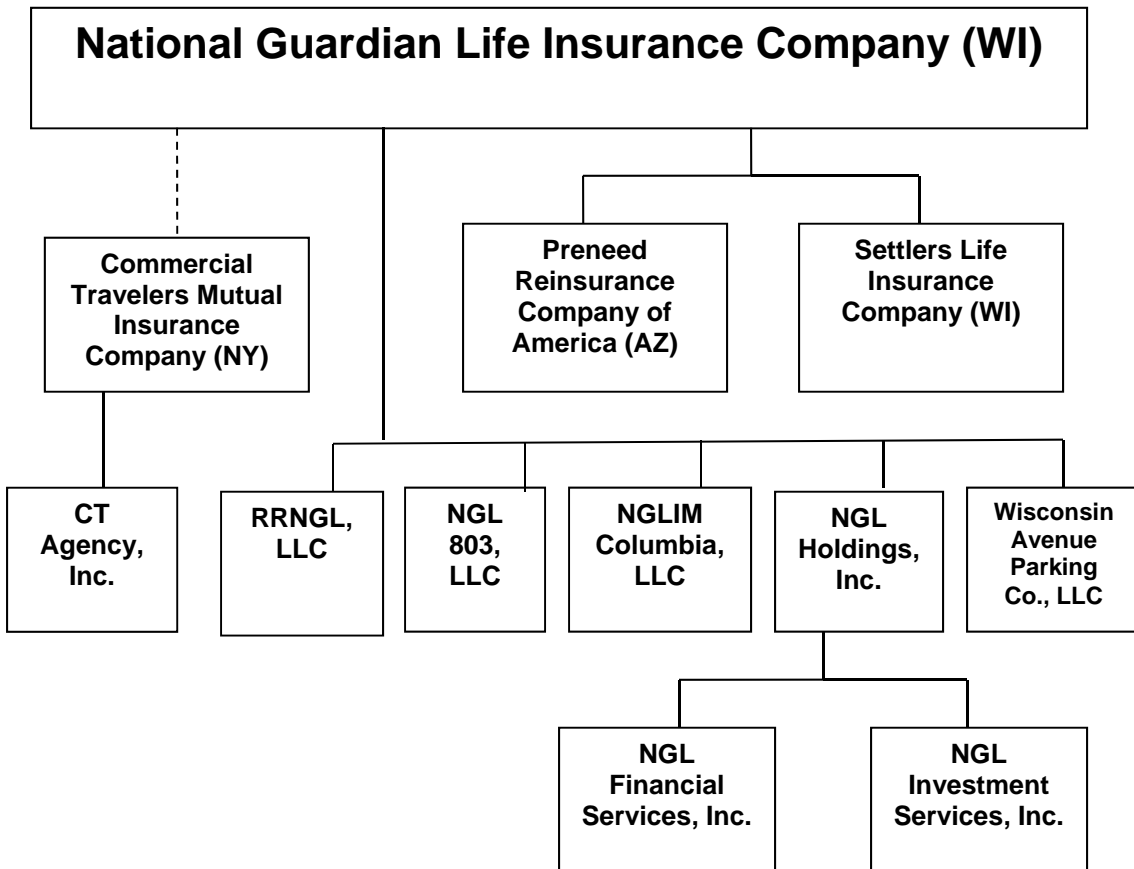 National Guardian Life Insurance Company (WI)
Commercial
Travelers Mutual
Insurance
Company (NY)
Preneed
Reinsurance
Company of
America (AZ)
Settlers Life
Insurance
Company (WI)
CT
Agency,
Inc.
RRNGL,
LLC
NGL
803,
LLC
NGLIM
Columbia,
LLC
NGL
Holdings,
Inc.
Wisconsin
Avenue
Parking
Co., LLC
NGL
Financial
Services, Inc.
NGL
Investment
Services, Inc.